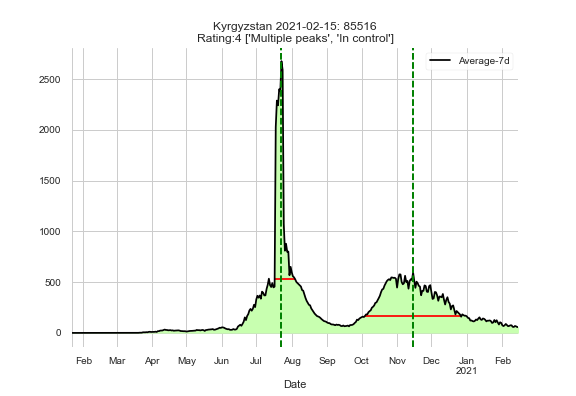 Kyrgyzstan 2021-02-15: 85516
Rating:4 ['Multiple peaks', 'In control']
Average-7d
2500
2000
1500
1000
500
0
Feb Mar Apr May Jun Jul Aug Sep Oct Nov Dec Jan Feb
2021
Date